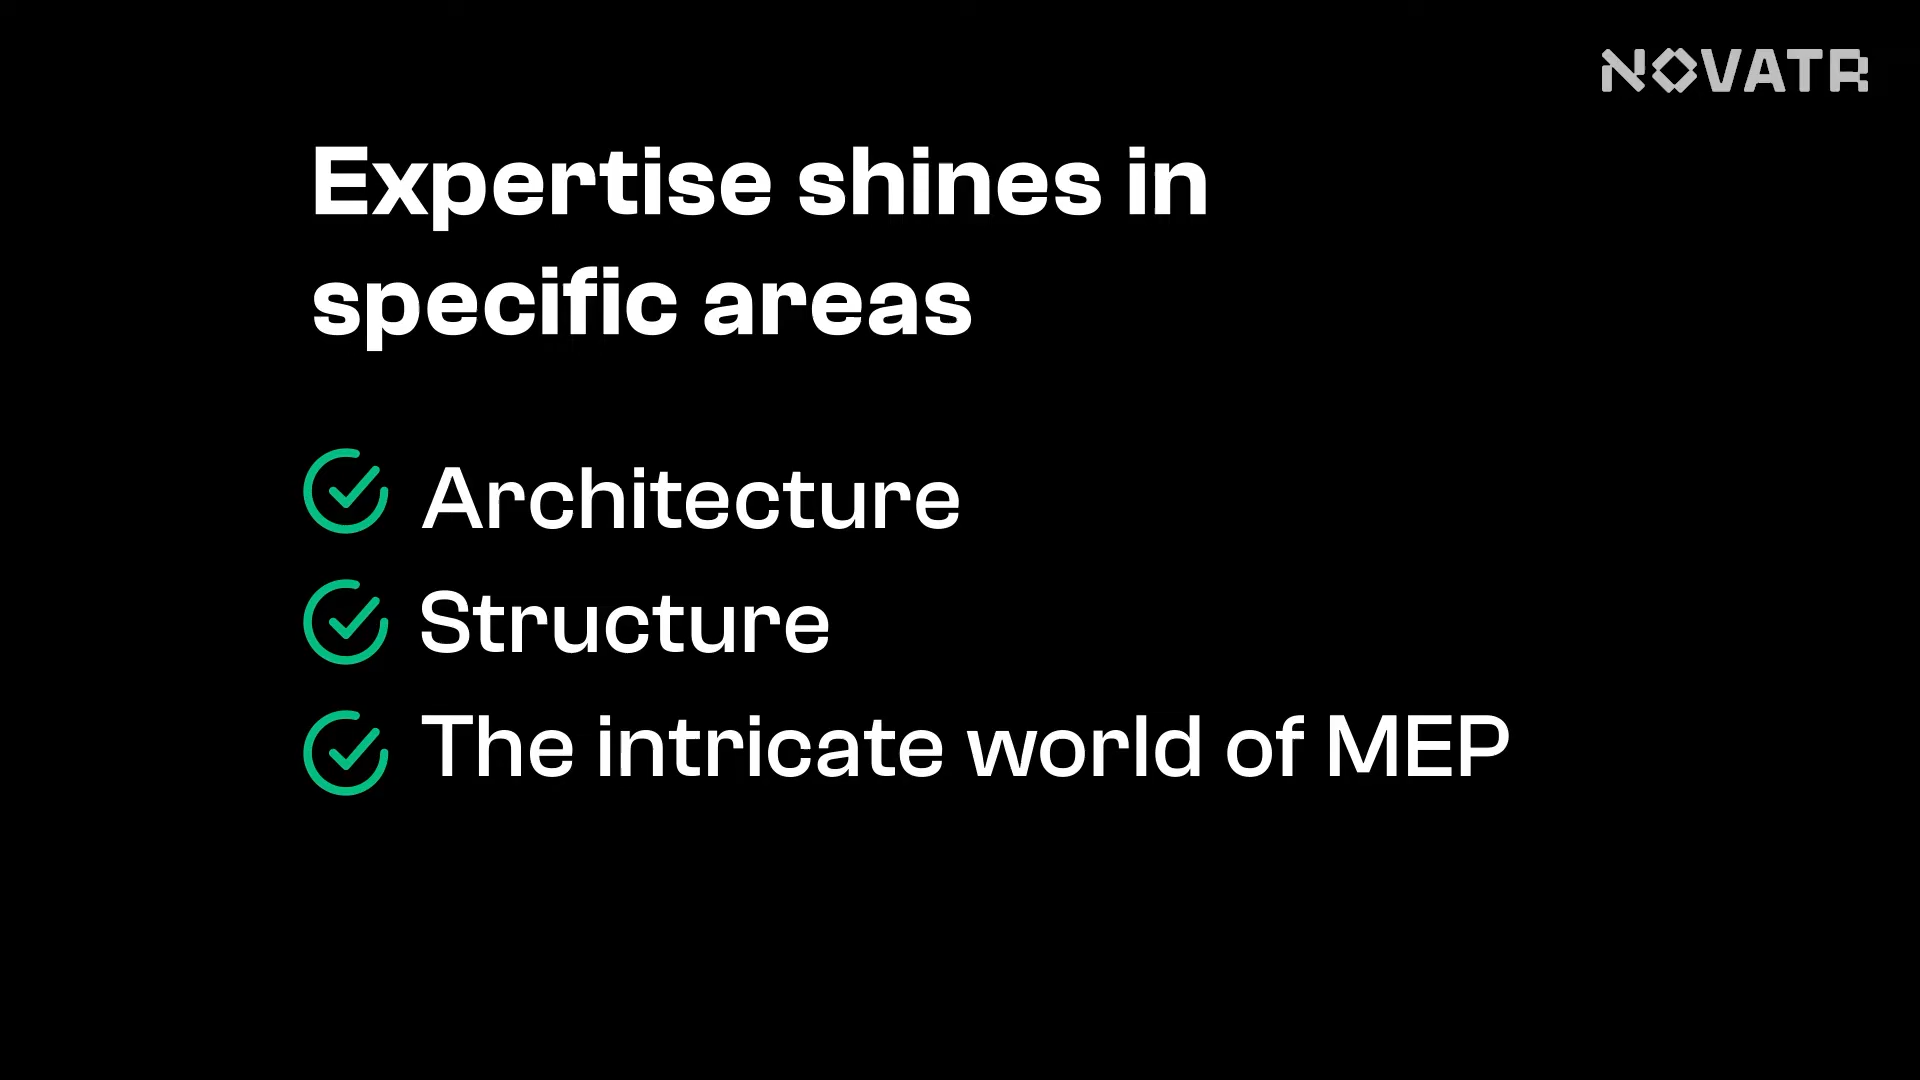 NOVATR
Expertise shines in
specific areas
Architecture
Structure
The intricate world of MEP